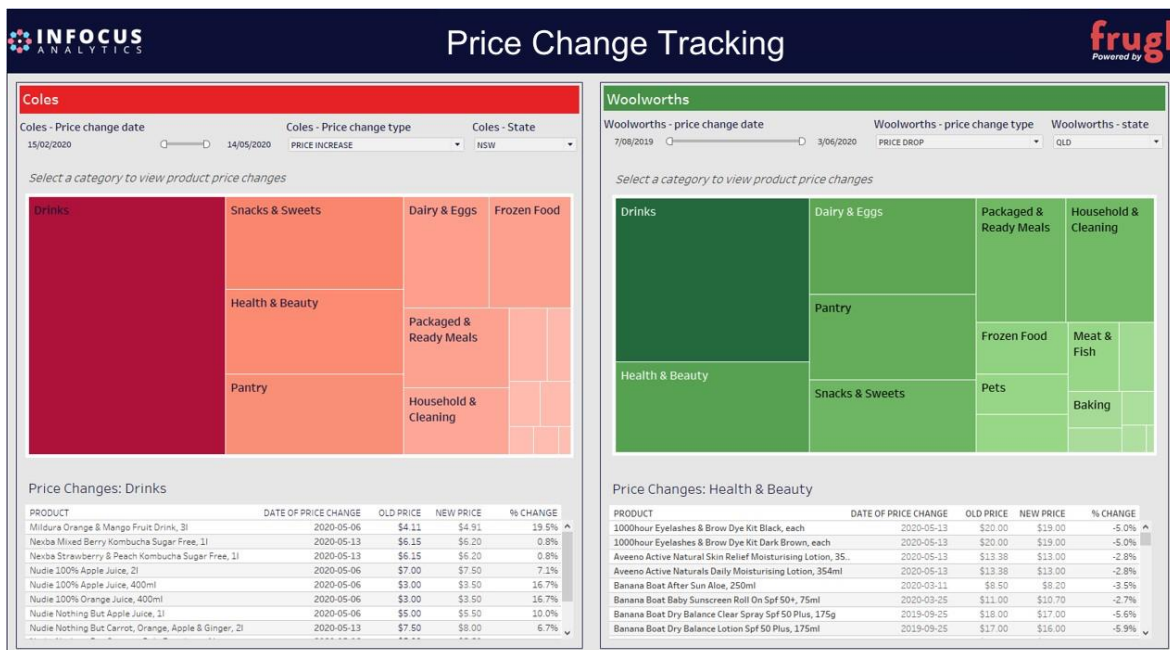 INFOCUS
ANALYTICS
Price Change Tracking
frugl
Powered by
Coles
Coles - Price change date
Coles - Price change type
Coles - State
15/02/2020
14/05/2020
PRICE INCREASE
NSW
Select a category to view product price changes
Drinks
Snacks & Sweets
Dairy & Eggs
Frozen Food
Health & Beauty
Packaged &
Ready Meals
Pantry
Household &
Cleaning
Price Changes: Drinks
PRODUCT DATE OF PRICE CHANGE OLD PRICE NEW PRICE % CHANGE
Mildura Orange & Mango Fruit Drink, 3l 2020-05-06 $4.11 $4.91 19.5%
Nexba Mixed Berry Kombucha Sugar Free, 1l 2020-05-13 $6.15 $6.20 0.8%
Nexba Strawberry & Peach Kombucha Sugar Free, 1l 2020-05-13 $6.15 $6.20 0.8%
Nudie 100% Apple Juice, 2l 2020-05-06 $7.00 $7.50 7.1%
Nudie 100% Apple Juice, 400ml 2020-05-06 $3.00 $3.50 16.7%
Nudie 100% Orange Juice, 400ml 2020-05-06 $3.00 $3.50 16.7%
Nudie Nothing But Apple Juice, 1l 2020-05-06 $5.00 $5.50 10.0%
Nudie Nothing But Carrot, Orange, Apple & Ginger, 2l 2020-05-06 $7.50 $8.00 6.7%
Woolworths
Woolworths - price change date
Woolworths - price change type
Woolworths - state
7/08/2019
3/06/2020
PRICE DROP
QLD
Select a category to view product price changes
Drinks
Dairy & Eggs
Packaged &
Ready Meals
Household &
Cleaning
Pantry
Frozen Food
Meat &
Fish
Health & Beauty
Snacks & Sweets
Pets
Baking
Price Changes: Health & Beauty
PRODUCT DATE OF PRICE CHANGE OLD PRICE NEW PRICE % CHANGE
1000hour Eyelashes & Brow Dye Kit Black, each 2020-05-13 $20.00 $19.00 -5.0%
1000hour Eyelashes & Brow Dye Kit Dark Brown, each 2020-05-13 $20.00 $19.00 -5.0%
Aveeno Active Natural Skin Relief Moisturising Lotion, 35.. 2020-05-13 $13.38 $13.00 -2.8%
Aveeno Active Naturals Daily Moisturising Lotion, 354ml 2020-05-13 $13.38 $13.00 -2.8%
Banana Boat After Sun Aloe, 250ml 2020-03-11 $8.50 $8.20 -3.5%
Banana Boat Baby Sunscreen Roll On Spf 50+, 75ml 2020-03-25 $11.00 $10.70 -2.7%
Banana Boat Dry Balance Clear Spray Spf 50 Plus, 175g 2019-09-25 $18.00 $17.00 -5.6%
Banana Boat Dry Balance Lotion Spf 50 Plus, 175ml 2019-09-25 $17.00 $16.00 -5.9%